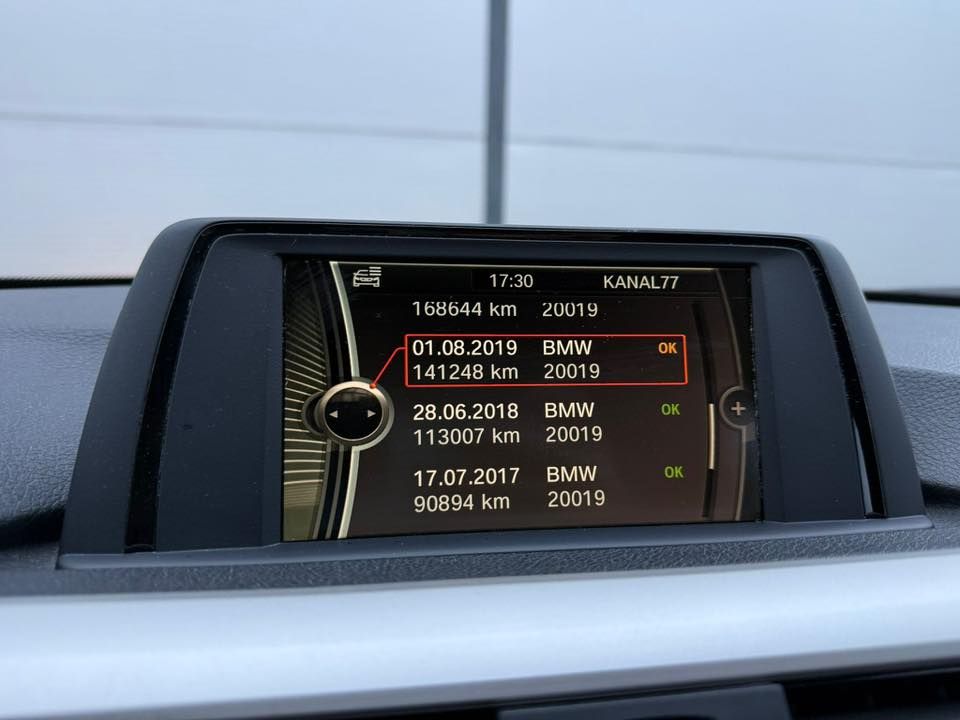 17:30 KANAL77
168644 km 20019
01.08.2019 BMW OK
141248 km 20019
28.06.2018 BMW OK
113007 km 20019
17.07.2017 BMW OK
90894 km 20019